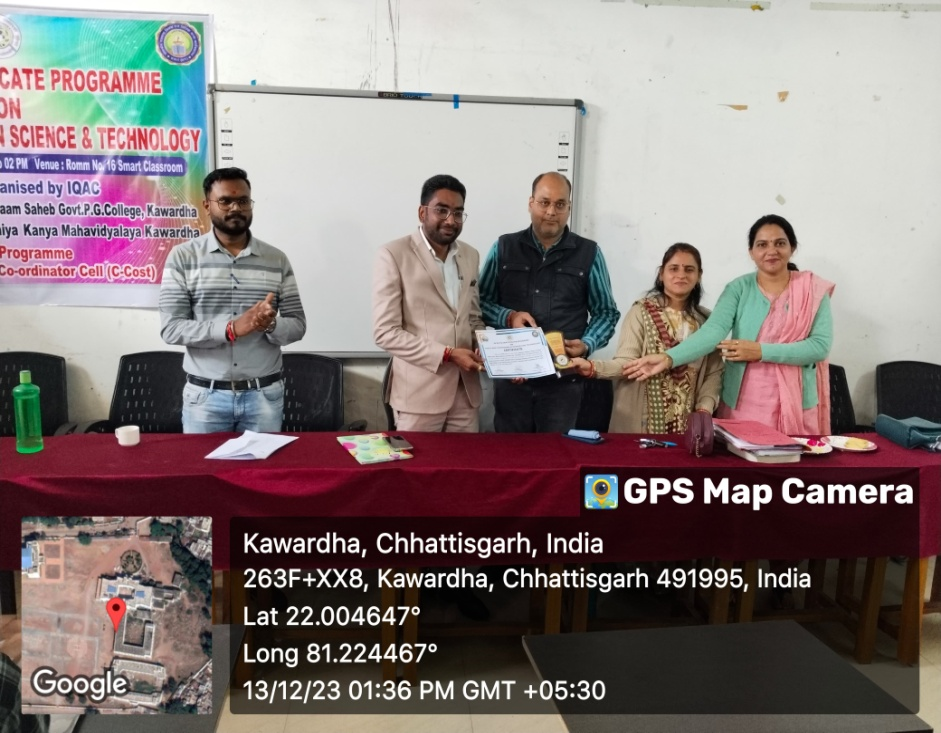 CATE PROGRAMME
ON
N SCIENCE & TECHNOLOGY
02 PM Venue : Romm No. 16 Smart Classroom
anised by IQAC
aam Saheb Govt.P.G.College, Kawardha
iya Kanya Mahavidyalaya Kawardha
Programme
Co-ordinator Cell (C-Cost)
GPS Map Camera
Kawardha, Chhattisgarh, India
263F+XX8, Kawardha, Chhattisgarh 491995, India
Lat 22.004647°
Long 81.224467°
13/12/23 01:36 PM GMT +05:30
Google